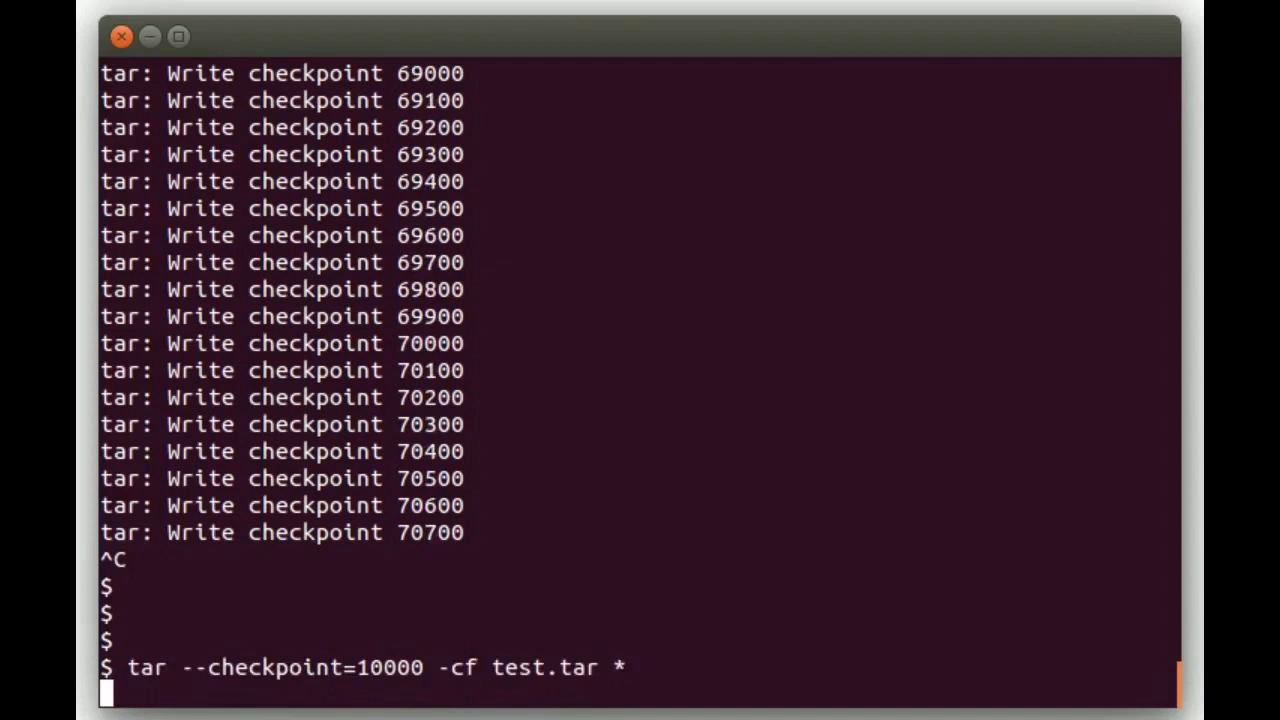 tar: Write checkpoint 69000
tar: Write checkpoint 69100
tar: Write checkpoint 69200
tar: Write checkpoint 69300
tar: Write checkpoint 69400
tar: Write checkpoint 69500
tar: Write checkpoint 69600
tar: Write checkpoint 69700
tar: Write checkpoint 69800
tar: Write checkpoint 69900
tar: Write checkpoint 70000
tar: Write checkpoint 70100
tar: Write checkpoint 70200
tar: Write checkpoint 70300
tar: Write checkpoint 70400
tar: Write checkpoint 70500
tar: Write checkpoint 70600
tar: Write checkpoint 70700
^C
$
$
$
$ tar --checkpoint=10000 -cf test.tar *